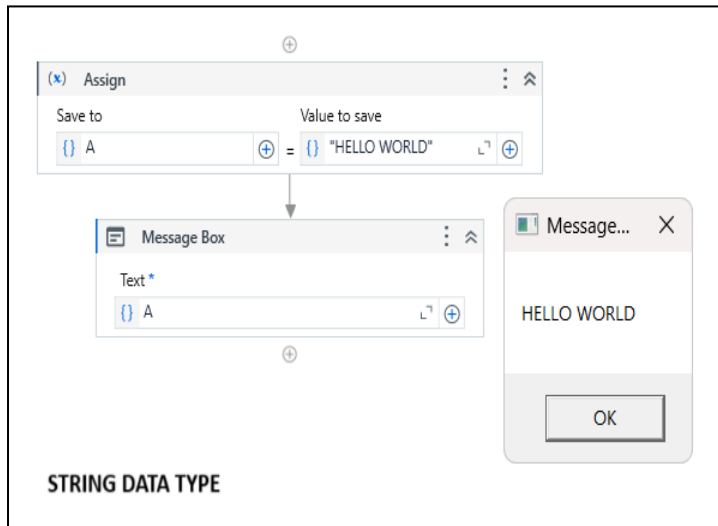 (x) Assign
Save to
Value to save
{} A
= {} "HELLO WORLD"
Message Box
Text *
{} A
Message...
HELLO WORLD
OK
STRING DATA TYPE